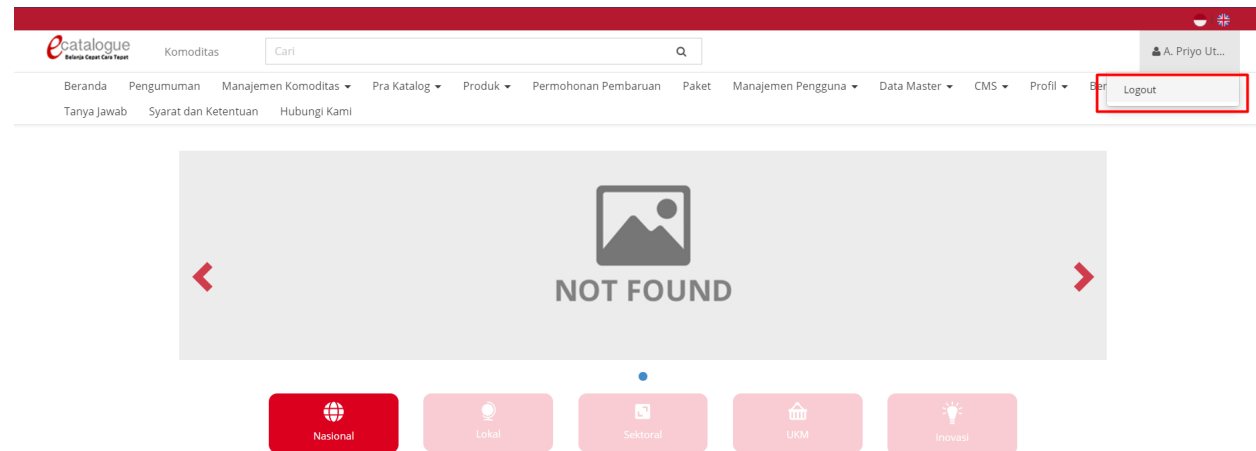 ecatalogue
Belanja Cepat Cara Tepat
Komoditas
Cari
A. Priyo Ut...
Beranda Pengumuman Manajemen Komoditas Pra Katalog Produk Permohonan Pembaruan Paket Manajemen Pengguna Data Master CMS Profil Ber
Logout
Tanya Jawab Syarat dan Ketentuan Hubungi Kami
NOT FOUND
Nasional Lokal Sektoral UKM Inovasi